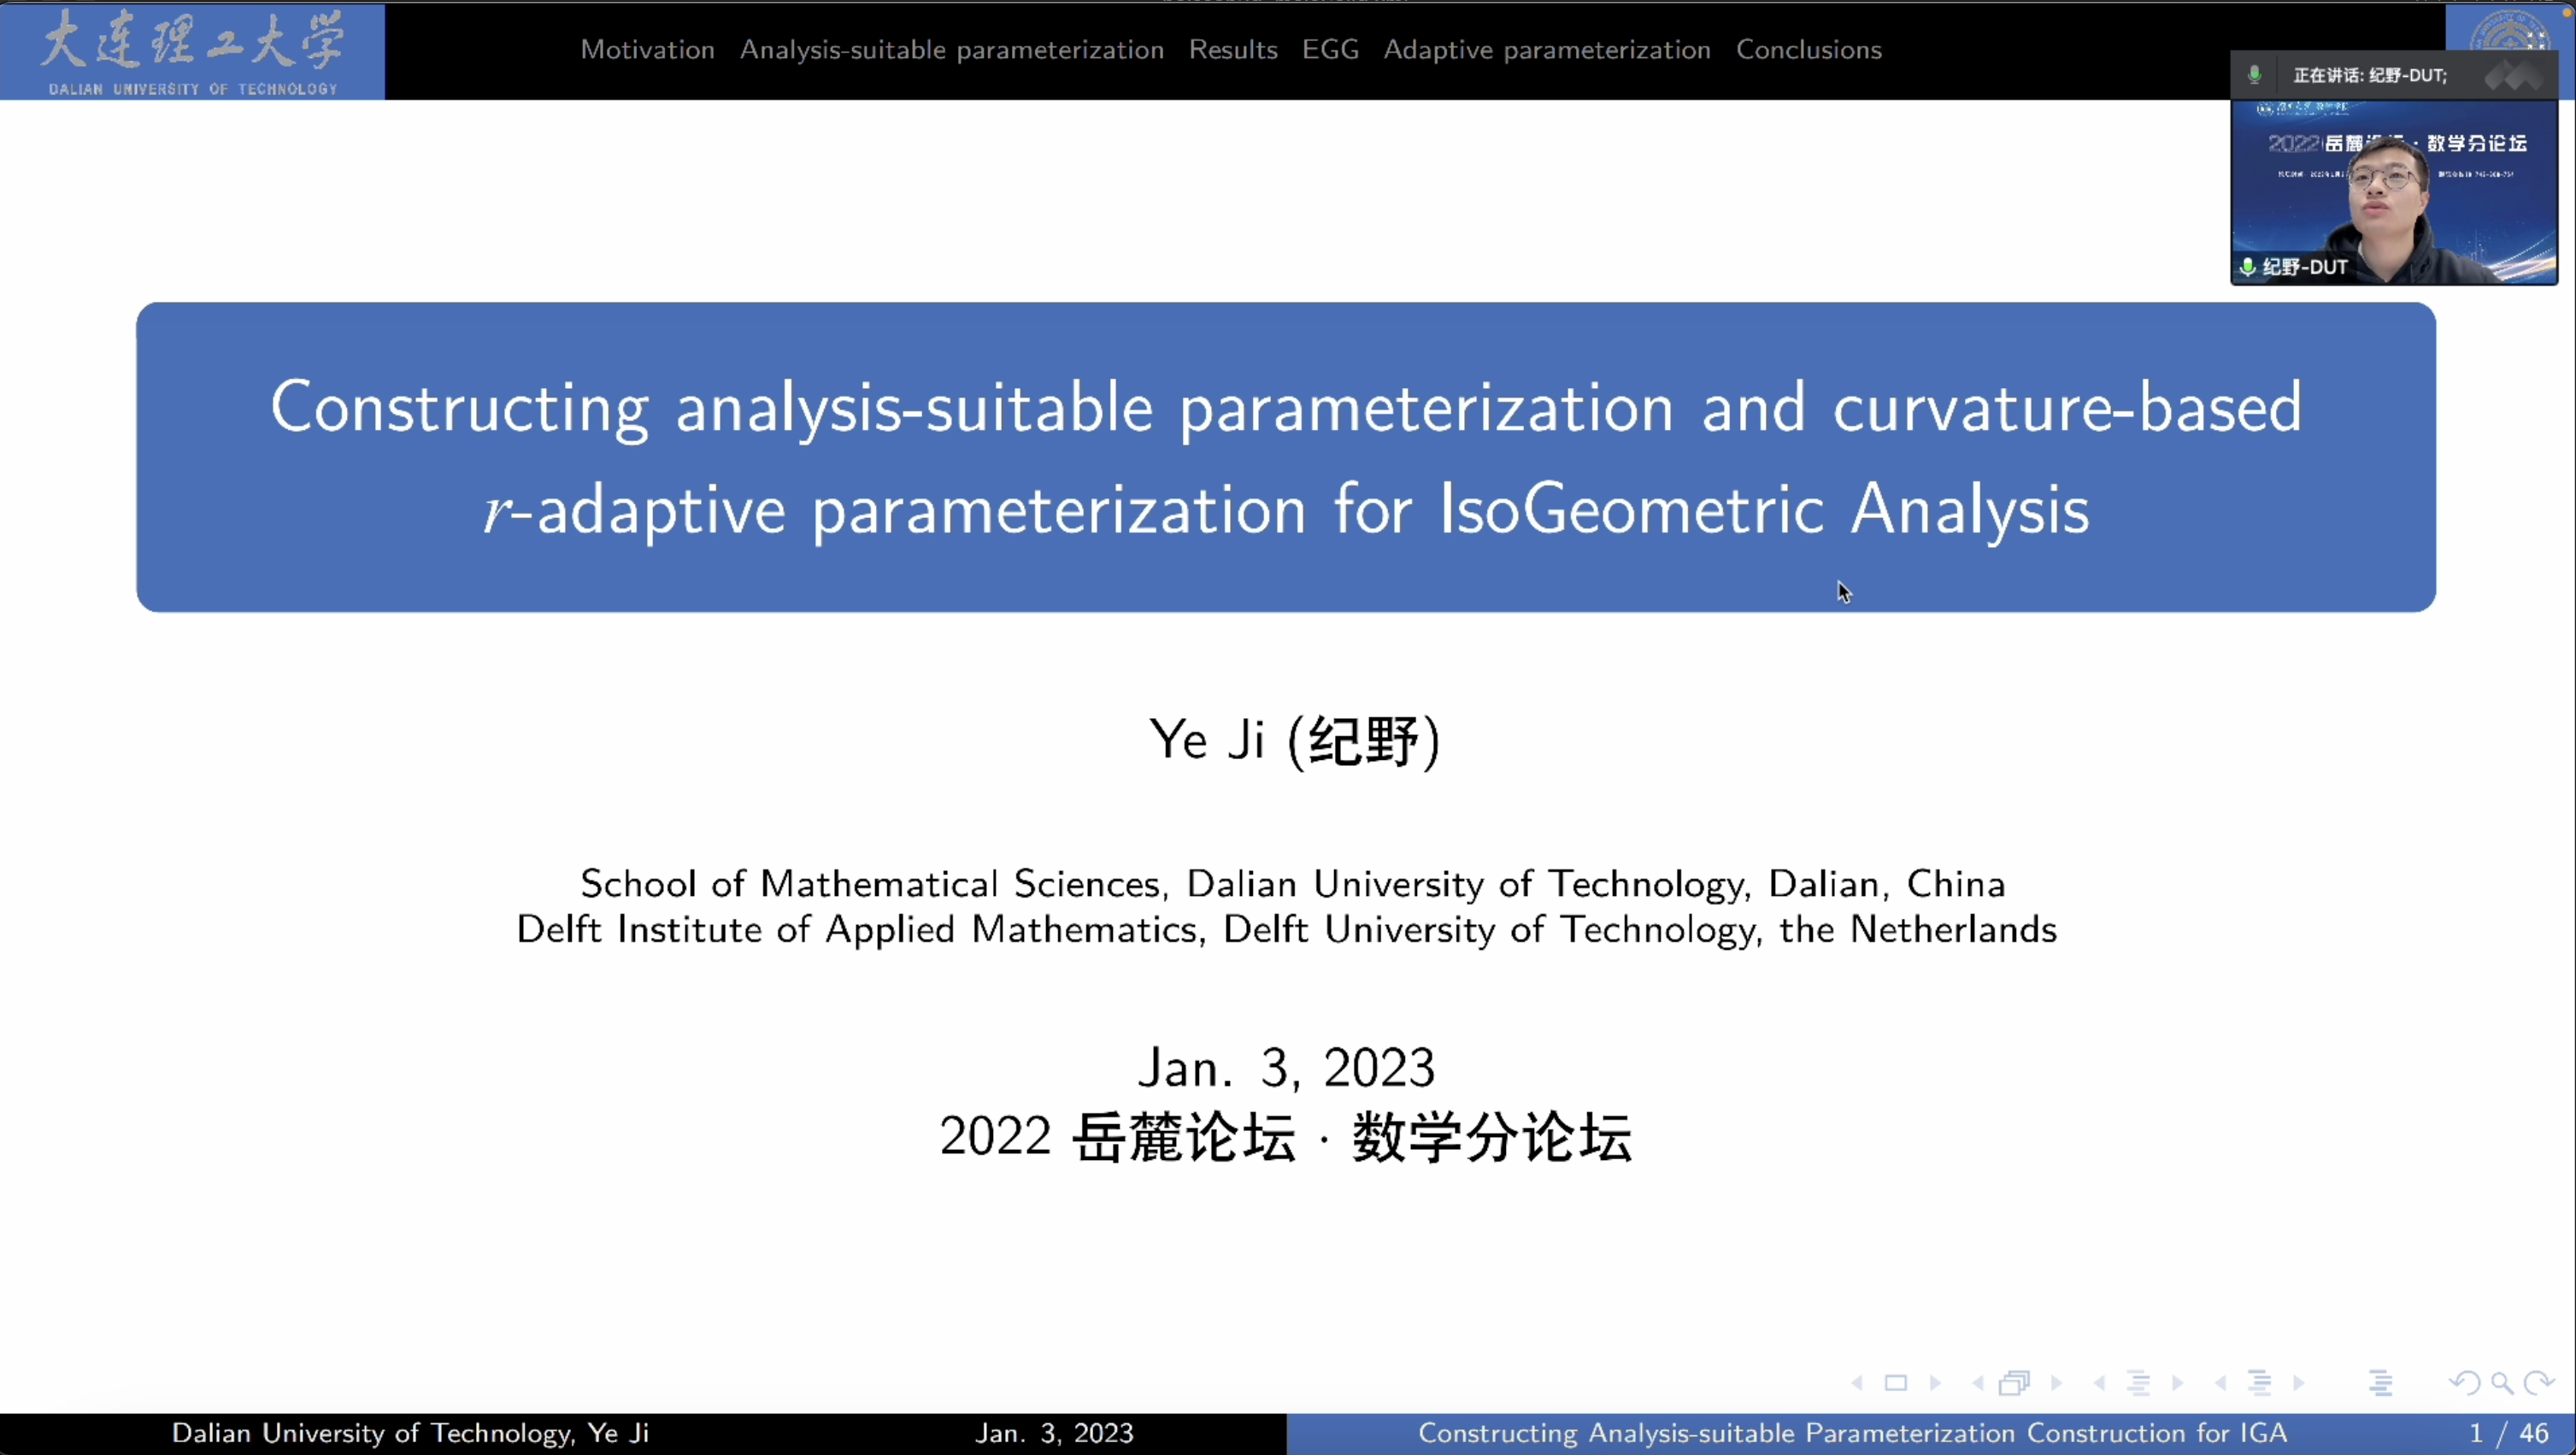 大连理工大学
DALIAN UNIVERSITY OF TECHNOLOGY
Motivation Analysis-suitable parameterization Results EGG Adaptive parameterization Conclusions
正在讲话: 纪野-DUT;
2022 岳麓 · 数学分论坛
纪野-DUT
Constructing analysis-suitable parameterization and curvature-based
r-adaptive parameterization for IsoGeometric Analysis
Ye Ji (纪野)
School of Mathematical Sciences, Dalian University of Technology, Dalian, China
Delft Institute of Applied Mathematics, Delft University of Technology, the Netherlands
Jan. 3, 2023
2022 岳麓论坛 · 数学分论坛
Dalian University of Technology, Ye Ji
Jan. 3, 2023
Constructing Analysis-suitable Parameterization Construction for IGA
1 / 46